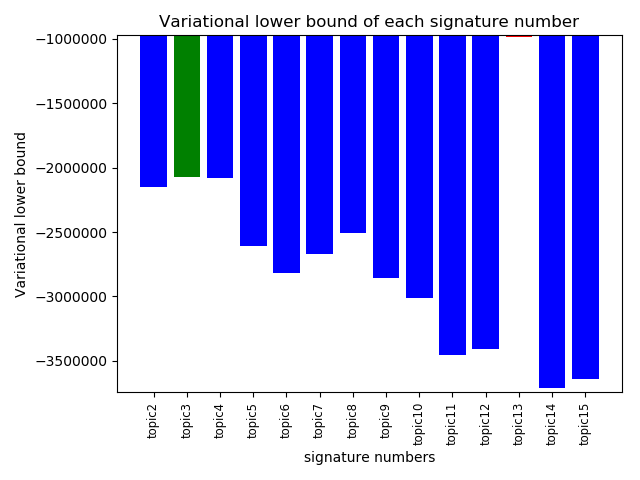 Variational lower bound of each signature number
Variational lower bound
−1000000
−1500000
−2000000
−2500000
−3000000
−3500000
topic2
topic3
topic4
topic5
topic6
topic7
topic8
topic9
topic10
topic11
topic12
topic13
topic14
topic15
signature numbers